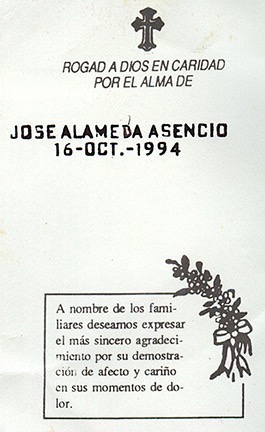 ROGAD A DIOS EN CARIDAD
POR EL ALMA DE
JOSE ALAMEDA ASENCIO
16-OCT.-1994
A nombre de los fami-
liares deseamos expresar
el más sincero agradeci-
miento por su demostra-
ción de afecto y cariño
en sus momentos de do-
lor.